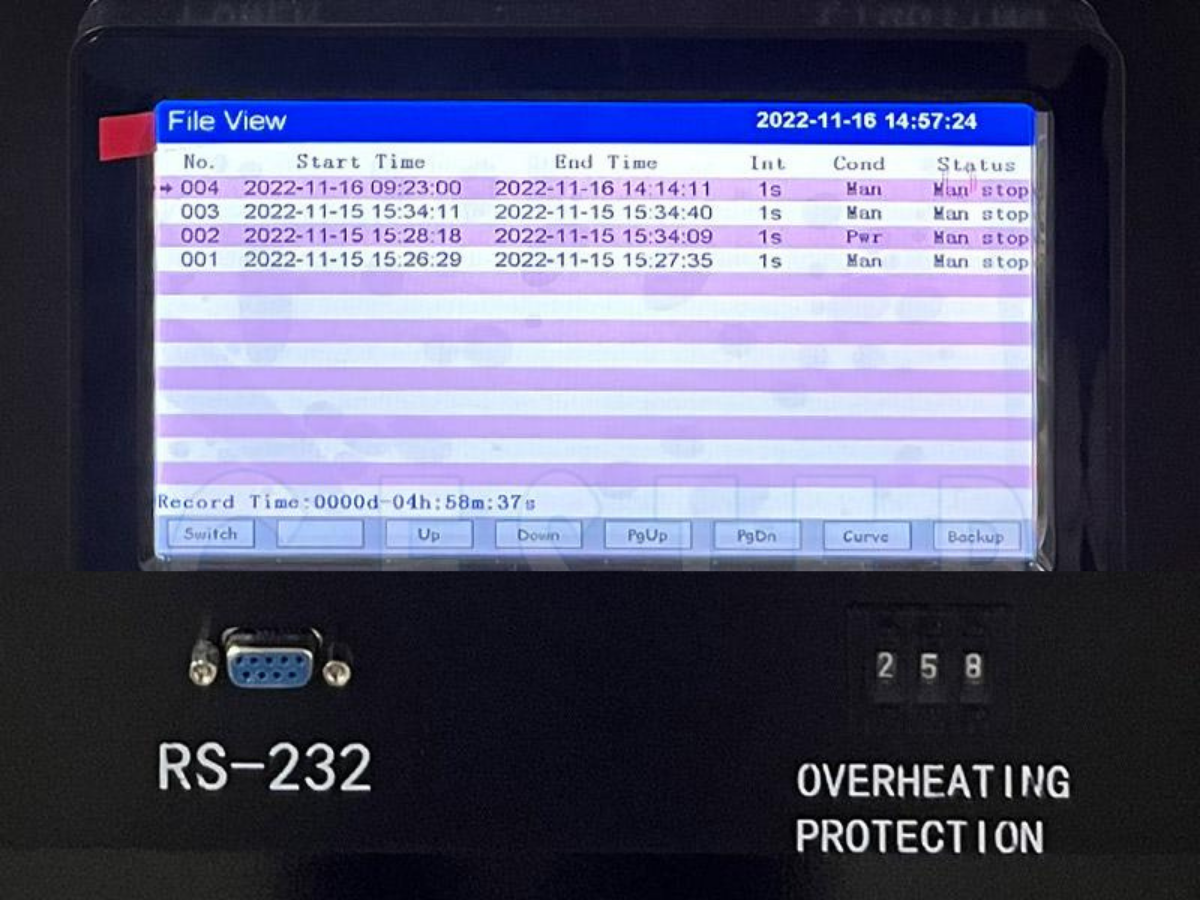 File View 2022-11-16 14:57:24
No. Start Time End Time Int Cond Status
→ 004 2022-11-16 09:23:00 2022-11-16 14:14:11 1s Man Man stop
003 2022-11-15 15:34:11 2022-11-15 15:34:40 1s Man Man stop
002 2022-11-15 15:28:18 2022-11-15 15:34:09 1s Pwr Man stop
001 2022-11-15 15:26:29 2022-11-15 15:27:35 1s Man Man stop
Record Time:0000d-04h:58m:37s
Switch Up Down PgUp PgDn Curve Backup
2 5 8
RS-232
OVERHEATING
PROTECTION